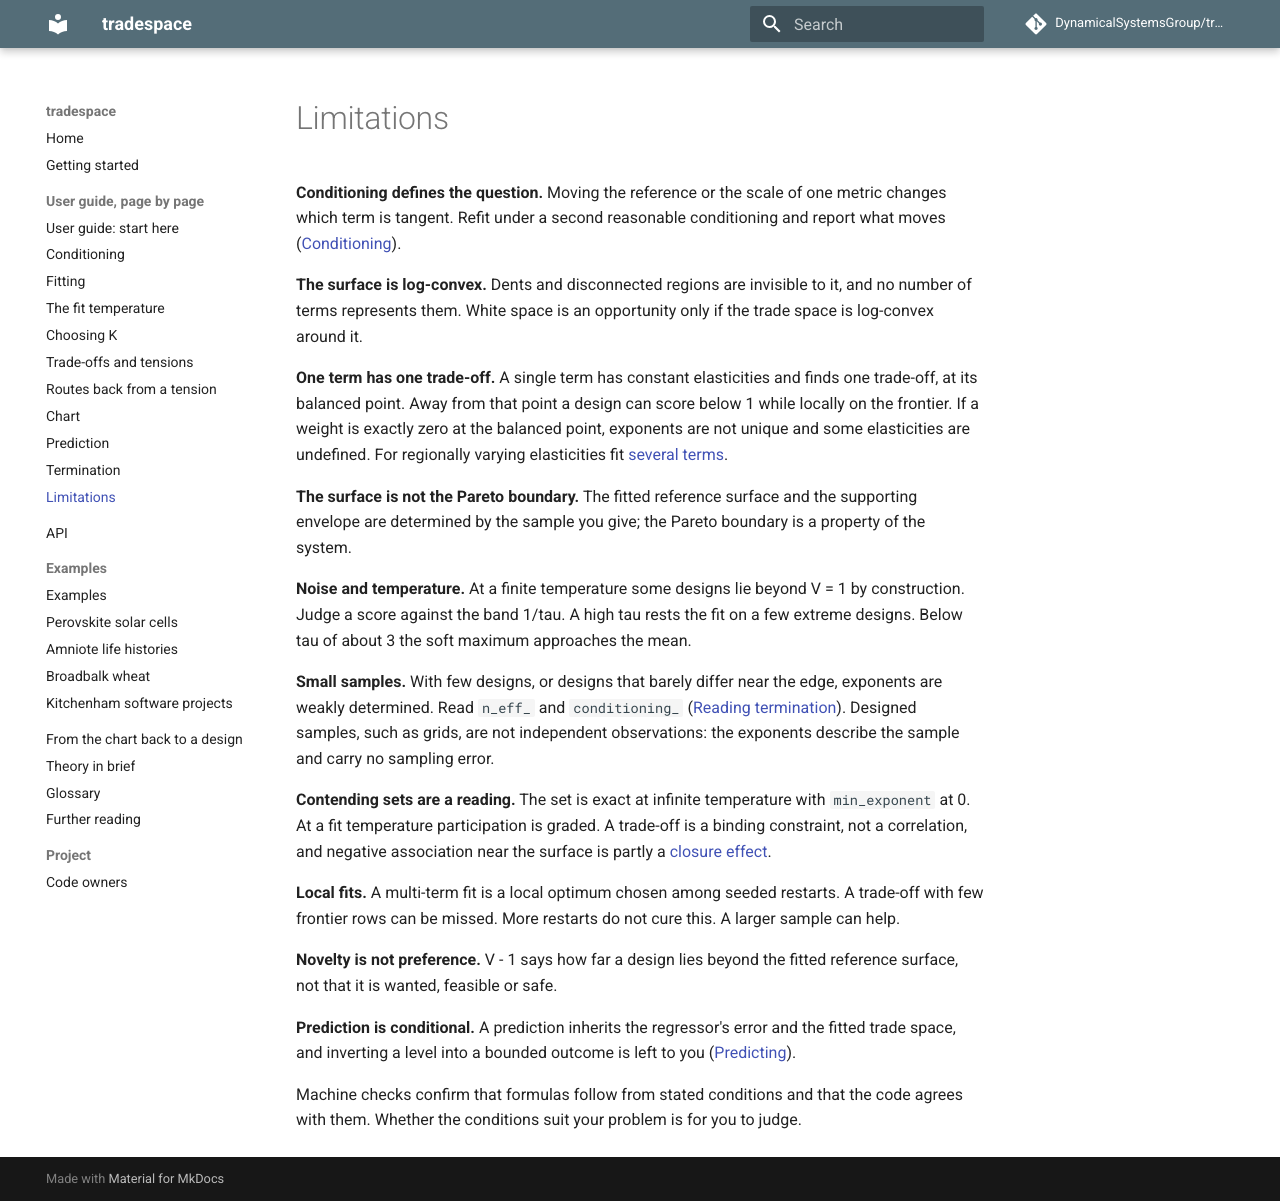 tradespace
Search
DynamicalSystemsGroup/tr...
tradespace
Home
Getting started
User guide, page by page
User guide: start here
Conditioning
Fitting
The fit temperature
Choosing K
Trade-offs and tensions
Routes back from a tension
Chart
Prediction
Termination
Limitations
API
Examples
Examples
Perovskite solar cells
Amniote life histories
Broadbalk wheat
Kitchenham software projects
From the chart back to a design
Theory in brief
Glossary
Further reading
Project
Code owners
Limitations
Conditioning defines the question. Moving the reference or the scale of one metric changes
which term is tangent. Refit under a second reasonable conditioning and report what moves
(Conditioning).
The surface is log-convex. Dents and disconnected regions are invisible to it, and no number of
terms represents them. White space is an opportunity only if the trade space is log-convex
around it.
One term has one trade-off. A single term has constant elasticities and finds one trade-off, at its
balanced point. Away from that point a design can score below 1 while locally on the frontier. If a
weight is exactly zero at the balanced point, exponents are not unique and some elasticities are
undefined. For regionally varying elasticities fit several terms.
The surface is not the Pareto boundary. The fitted reference surface and the supporting
envelope are determined by the sample you give; the Pareto boundary is a property of the
system.
Noise and temperature. At a finite temperature some designs lie beyond V = 1 by construction.
Judge a score against the band 1/tau. A high tau rests the fit on a few extreme designs. Below
tau of about 3 the soft maximum approaches the mean.
Small samples. With few designs, or designs that barely differ near the edge, exponents are
weakly determined. Read n_eff_ and conditioning_ (Reading termination). Designed
samples, such as grids, are not independent observations: the exponents describe the sample
and carry no sampling error.
Contending sets are a reading. The set is exact at infinite temperature with min_exponent at 0.
At a fit temperature participation is graded. A trade-off is a binding constraint, not a correlation,
and negative association near the surface is partly a closure effect.
Local fits. A multi-term fit is a local optimum chosen among seeded restarts. A trade-off with few
frontier rows can be missed. More restarts do not cure this. A larger sample can help.
Novelty is not preference. V - 1 says how far a design lies beyond the fitted reference surface,
not that it is wanted, feasible or safe.
Prediction is conditional. A prediction inherits the regressor's error and the fitted trade space,
and inverting a level into a bounded outcome is left to you (Predicting).
Machine checks confirm that formulas follow from stated conditions and that the code agrees
with them. Whether the conditions suit your problem is for you to judge.
Made with Material for MkDocs